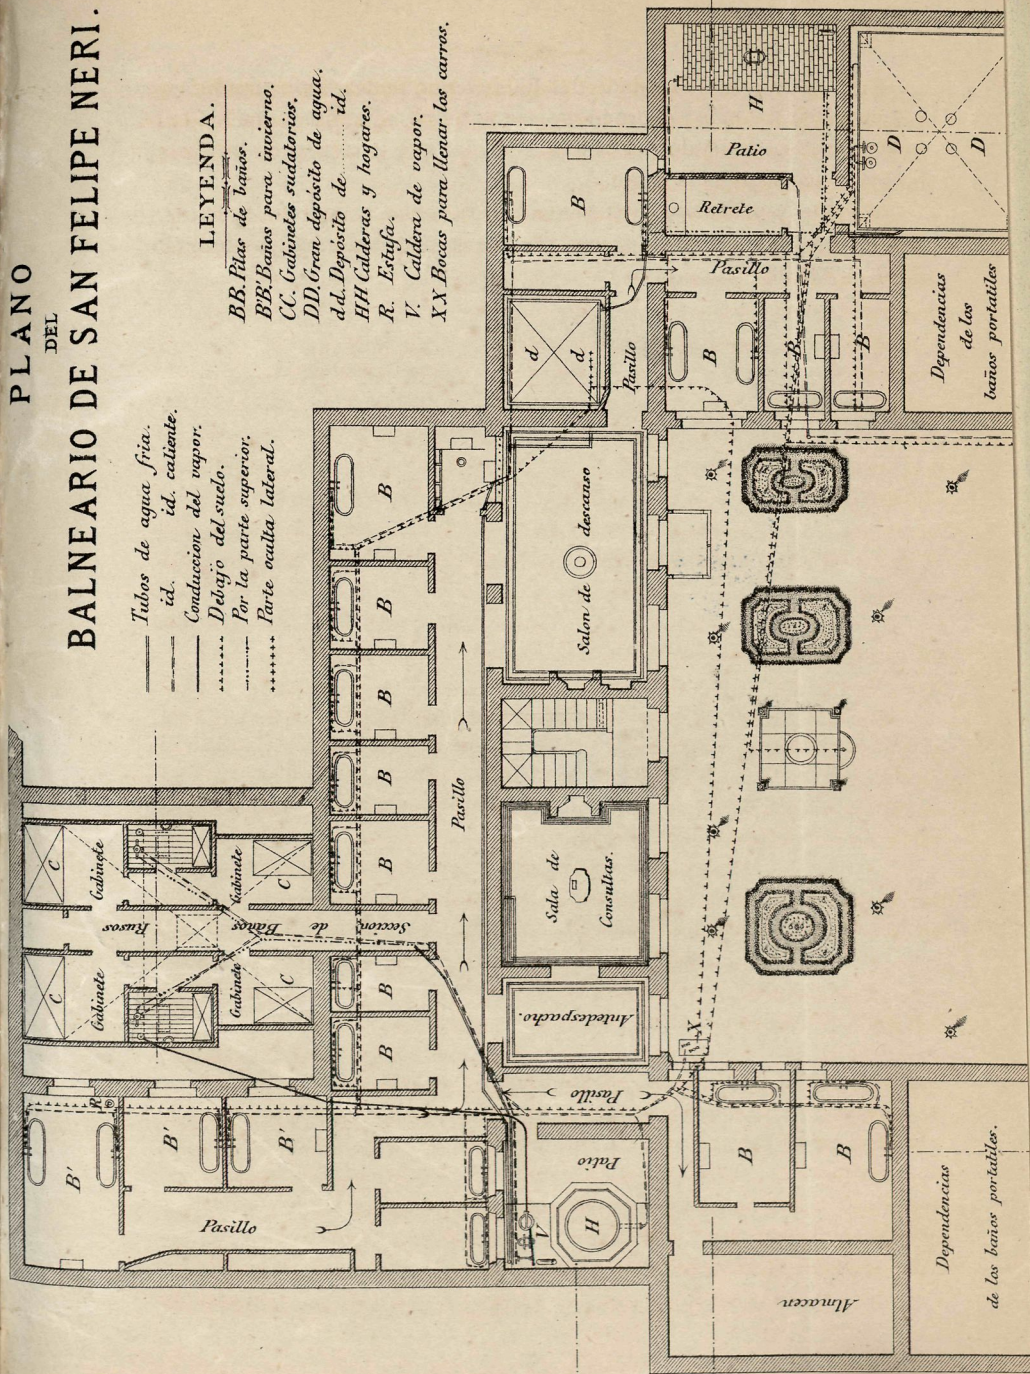 PLANO
DEL
BALNEARIO DE SAN FELIPE NERI.
LEYENDA.
BB. Pilas de baños.
B'B'. Baños para invierno.
CC. Gabinetes sudatorios.
DD. Gran depósito de agua.
dd. Depósito de ........ id.
HH Calderas y hogares.
R. Estufa.
V. Caldera de vapor.
XX Bocas para llenar los carros.
Tubos de agua fria.
id. id. caliente.
Conduccion del vapor.
Debajo del suelo.
Por la parte superior.
Parte oculta lateral.
C
Gabinete
Gabinete
C
C
Gabinete
Gabinete
C
Seccion de Baños Rusos
B
B
B
B
B
B
B
Pasillo
B'
B'
B'
R
Pasillo
Patio
H
V
Pasillo
Antedespacho.
Sala de
Consultas.
Salon de descanso
d
d
Pasillo
B
Patio
H
Retrete
Pasillo
D
D
B
B
B
Dependencias
de los
baños portatiles
X
B
B
Almacen
Dependencias
de los baños portatiles.